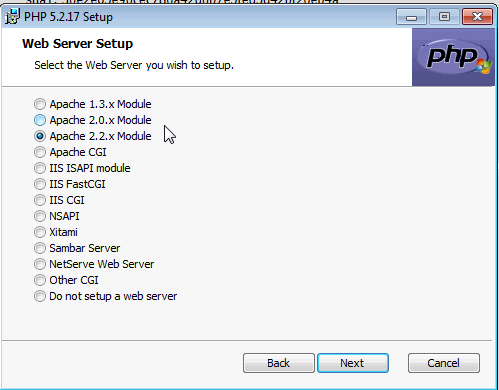 PHP 5.2.17 Setup
Web Server Setup
Select the Web Server you wish to setup.
php
Apache 1.3.x Module
Apache 2.0.x Module
Apache 2.2.x Module
Apache CGI
IIS ISAPI module
IIS FastCGI
IIS CGI
NSAPI
Xitami
Sambar Server
NetServe Web Server
Other CGI
Do not setup a web server
Back
Next
Cancel